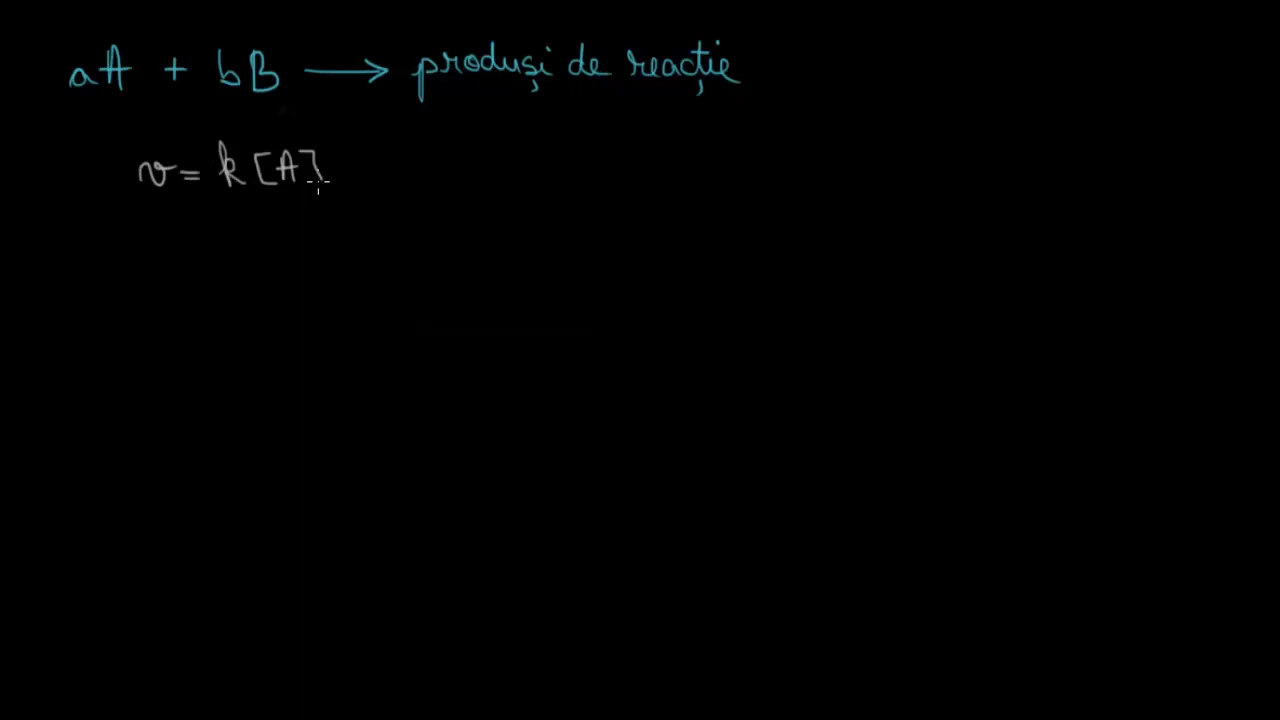 aA + bB → produși de reacție
v = k [A]